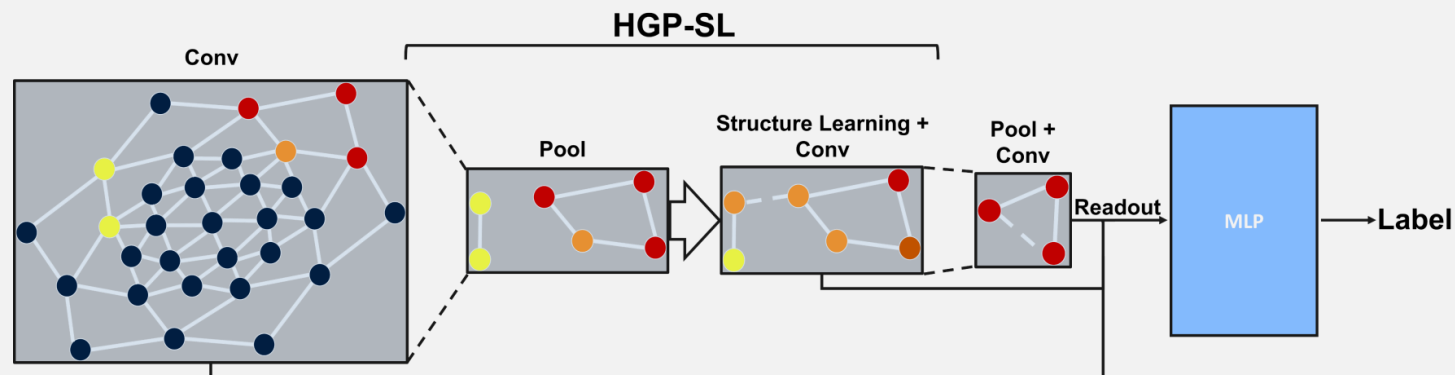 HGP-SL
Conv
Pool
Structure Learning +
Conv
Pool +
Conv
Readout
MLP
Label